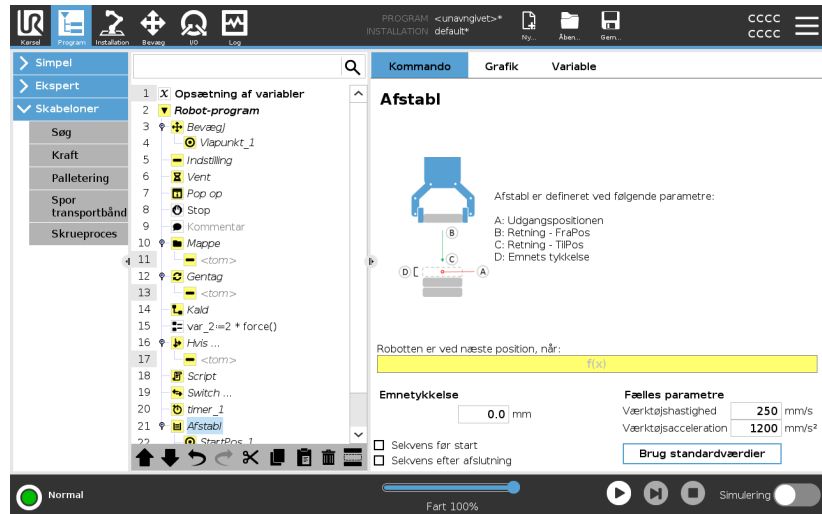 PROGRAM <unavngivet>*
INSTALLATION default*
CCCC
CCCC
Kørsel
Program
Installation
Bevæg
I/O
Log
Ny...
Åben...
Gem...
Simpel
Ekspert
Skabeloner
Søg
Kraft
Palletering
Spor
transportbånd
Skrueproces
1 X Opsætning af variabler
2 Robot-program
3 BevægJ
4 Viapunkt_1
5 Indstilling
6 Vent
7 Pop op
8 Stop
9 Kommentar
10 Mappe
11 <tom>
12 Gentag
13 <tom>
14 Kald
15 var_2:=2 * force()
16 Hvis ...
17 <tom>
18 Script
19 Switch ...
20 timer_1
21 Afstabl
22 StartPos_1
Kommando
Grafik
Variable
Afstabl
Afstabl er defineret ved følgende parametre:
A: Udgangspositionen
B: Retning - FraPos
C: Retning - TilPos
D: Emnets tykkelse
B
C
D
A
Robotten er ved næste position, når:
f(x)
Emnetykkelse
0.0 mm
Sekvens før start
Sekvens efter afslutning
Fælles parametre
Værktøjshastighed 250 mm/s
Værktøjsacceleration 1200 mm/s²
Brug standardværdier
Normal
Fart 100%
Simulering